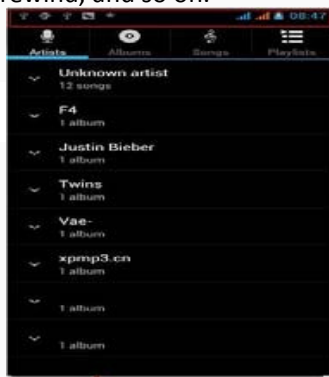 rewind, and so on.
08:47
Artists Albums Songs Playlists
Unknown artist
12 songs
F4
1 album
Justin Bieber
1 album
Twins
1 album
Vae-
1 album
xpmp3.cn
1 album
1 album
1 album